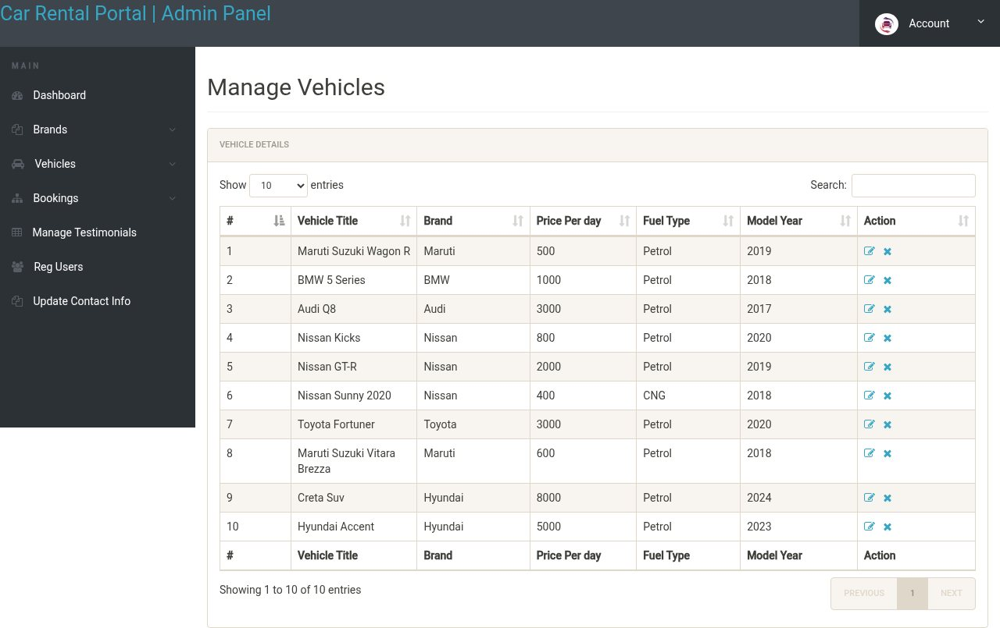 Car Rental Portal | Admin Panel
Account
MAIN
Dashboard
Brands
Vehicles
Bookings
Manage Testimonials
Reg Users
Update Contact Info
Manage Vehicles
VEHICLE DETAILS
Show 10 entries
Search:
# Vehicle Title Brand Price Per day Fuel Type Model Year Action
1 Maruti Suzuki Wagon R Maruti 500 Petrol 2019
2 BMW 5 Series BMW 1000 Petrol 2018
3 Audi Q8 Audi 3000 Petrol 2017
4 Nissan Kicks Nissan 800 Petrol 2020
5 Nissan GT-R Nissan 2000 Petrol 2019
6 Nissan Sunny 2020 Nissan 400 CNG 2018
7 Toyota Fortuner Toyota 3000 Petrol 2020
8 Maruti Suzuki Vitara Maruti 600 Petrol 2018
Brezza
9 Creta Suv Hyundai 8000 Petrol 2024
10 Hyundai Accent Hyundai 5000 Petrol 2023
# Vehicle Title Brand Price Per day Fuel Type Model Year Action
Showing 1 to 10 of 10 entries
PREVIOUS 1 NEXT